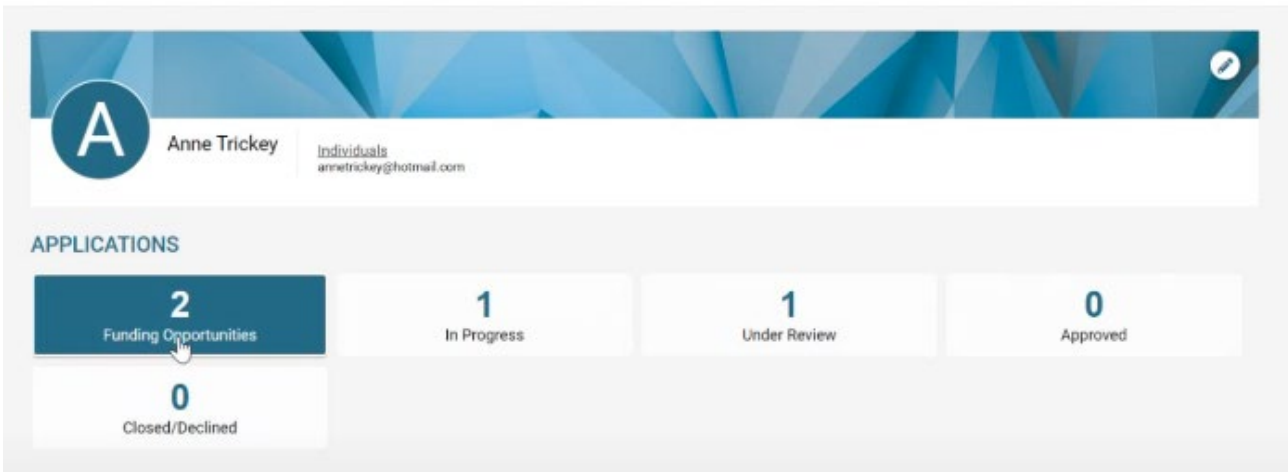 A
Anne Trickey
Individuals
annetrickey@hotmail.com
APPLICATIONS
2
Funding Opportunities
1
In Progress
1
Under Review
0
Approved
0
Closed/Declined